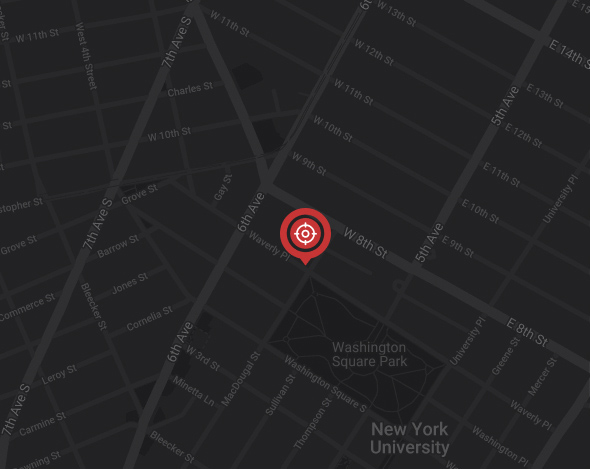 W 13th St
W 11th St
W 11th St
7th Ave S
West 4th Street
W 12th St
E 14th St
Charles St
W 11th St
E 13th St
5th Ave
W 10th St
W 10th St
E 12th St
W 9th St
E 11th St
Gay St
Grove St
stopher St
University Pl
E 10th St
6th Ave
7th Ave S
W 8th St
5th Ave
E 9th St
Grove St
Barrow St
Waverly Pl
Jones St
Commerce St
Bleecker St
Cornelia St
6th Ave
E 8th St
University Pl
Greene St
Washington
Square Park
W 3rd St
Mercer St
Leroy St
MacDougal St
Washington Square S
Minetta Ln
Sullivan St
7th Ave S
Thompson St
Waverly Pl
Carmine St
New York
University
Bleecker St
Washington Pl
wning St